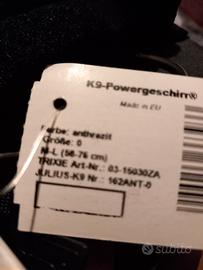 K9-Powergeschirr®
Made in EU
Farbe: anthrazit
Größe: 0
M-L (58-76 cm)
TRIXIE Art-Nr.: 03-15030ZA
JULIUS-K9 Nr.: 162ANT-0
subito